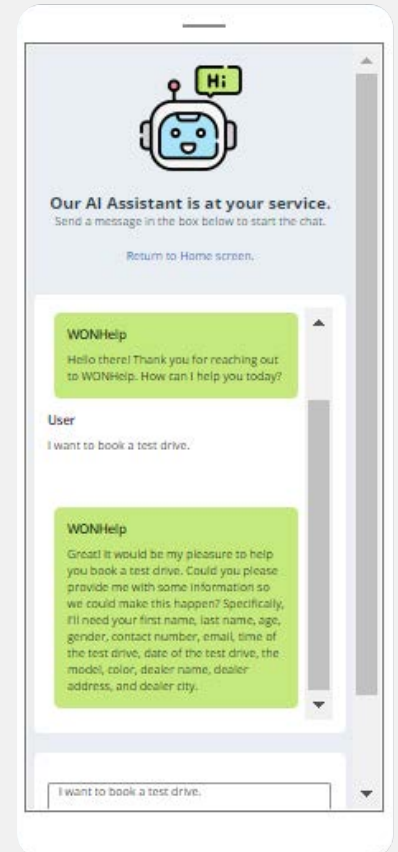 Hi
Our AI Assistant is at your service.
Send a message in the box below to start the chat.
Return to Home screen.
WONHelp
Hello there! Thank you for reaching out
to WONHelp. How can I help you today?
User
I want to book a test drive.
WONHelp
Great! It would be my pleasure to help
you book a test drive. Could you please
provide me with some information so
we could make this happen? Specifically,
I'll need your first name, last name, age,
gender, contact number, email, time of
the test drive, date of the test drive, the
model, color, dealer name, dealer
address, and dealer city.
I want to book a test drive.